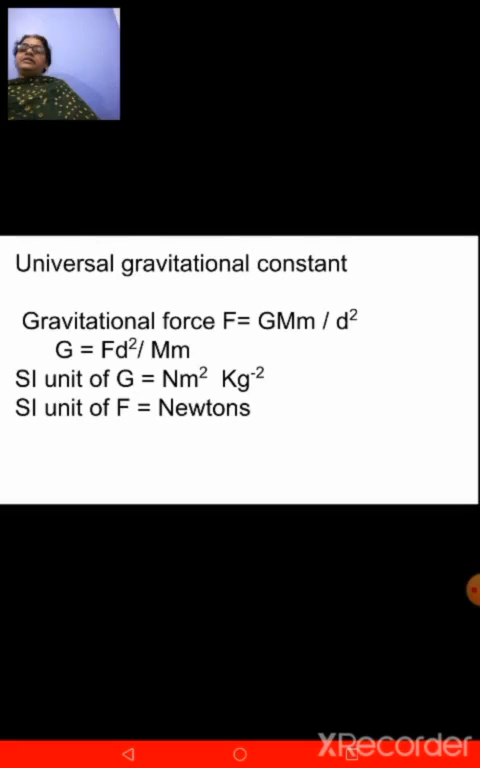 Universal gravitational constant
Gravitational force F= GMm / d²
G = Fd²/ Mm
SI unit of G = Nm² Kg⁻²
SI unit of F = Newtons
XRecorder